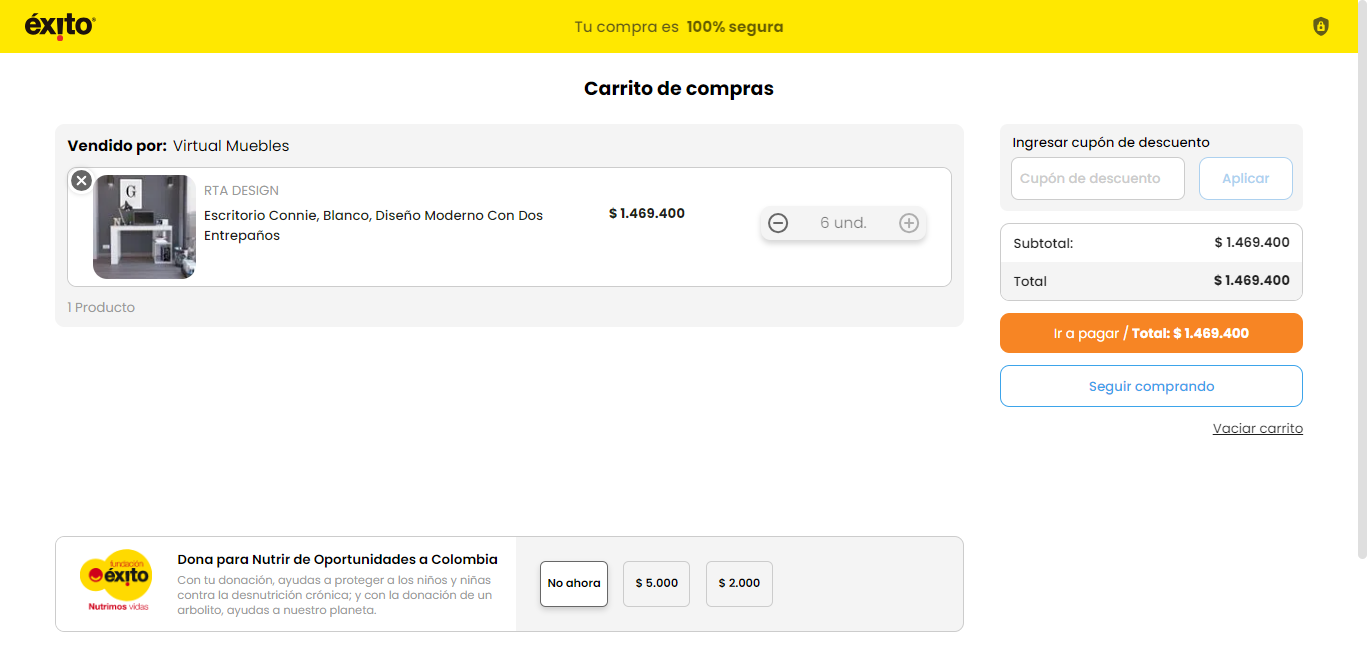 éxito
Tu compra es 100% segura
Carrito de compras
Vendido por: Virtual Muebles
G
RTA DESIGN
Escritorio Connie, Blanco, Diseño Moderno Con Dos
Entrepaños
$ 1.469.400
6 und.
1 Producto
Ingresar cupón de descuento
Cupón de descuento
Aplicar
Subtotal: $ 1.469.400
Total $ 1.469.400
Ir a pagar / Total: $ 1.469.400
Seguir comprando
Vaciar carrito
fundación
éxito
Nutrimos vidas
Dona para Nutrir de Oportunidades a Colombia
Con tu donación, ayudas a proteger a los niños y niñas
contra la desnutrición crónica; y con la donación de un
arbolito, ayudas a nuestro planeta.
No ahora
$ 5.000
$ 2.000